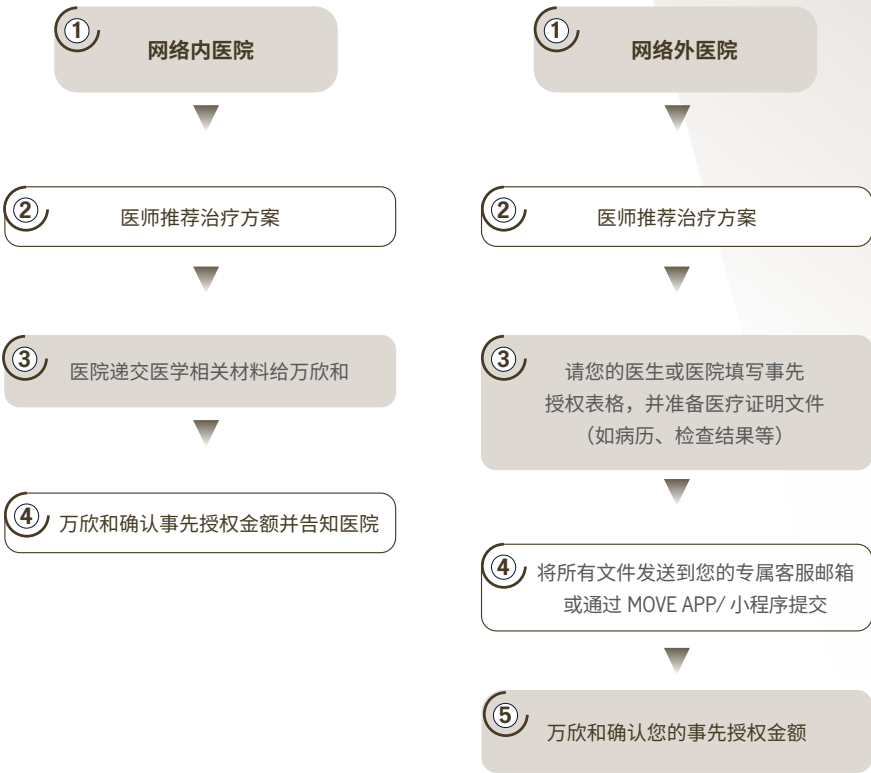 1
网络内医院
2
医师推荐治疗方案
3
医院递交医学相关材料给万欣和
4
万欣和确认事先授权金额并告知医院
1
网络外医院
2
医师推荐治疗方案
3
请您的医生或医院填写事先
授权表格，并准备医疗证明文件
（如病历、检查结果等）
4
将所有文件发送到您的专属客服邮箱
或通过 MOVE APP/ 小程序提交
5
万欣和确认您的事先授权金额